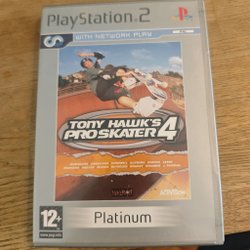 PlayStation 2
WITH NETWORK PLAY
TONY HAWK'S
PRO SKATER 4
ACTIVISION
12+
Platinum